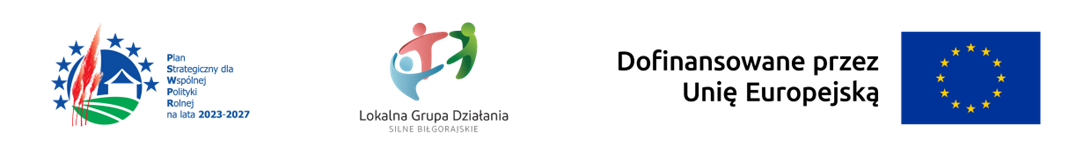 Plan
Strategiczny dla
Wspólnej
Polityki
Rolnej
na lata 2023-2027
Lokalna Grupa Działania
SILNE BIŁGORAJSKIE
Dofinansowane przez
Unię Europejską